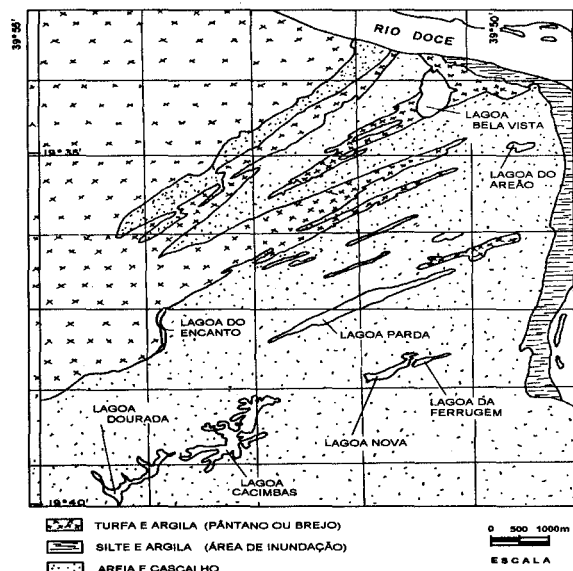 39°55'
39°50'
RIO DOCE
LAGOA
BELA VISTA
19°35'
LAGOA DO
AREÃO
LAGOA DO
ENCANTO
LAGOA PARDA
LAGOA DA
FERRUGEM
LAGOA NOVA
LAGOA
DOURADA
LAGOA
CACIMBAS
19°40'
TURFA E ARGILA (PÂNTANO OU BREJO)
SILTE E ARGILA (ÁREA DE INUNDAÇÃO)
AREIA E CASCALHO
0 500 1000m
ESCALA